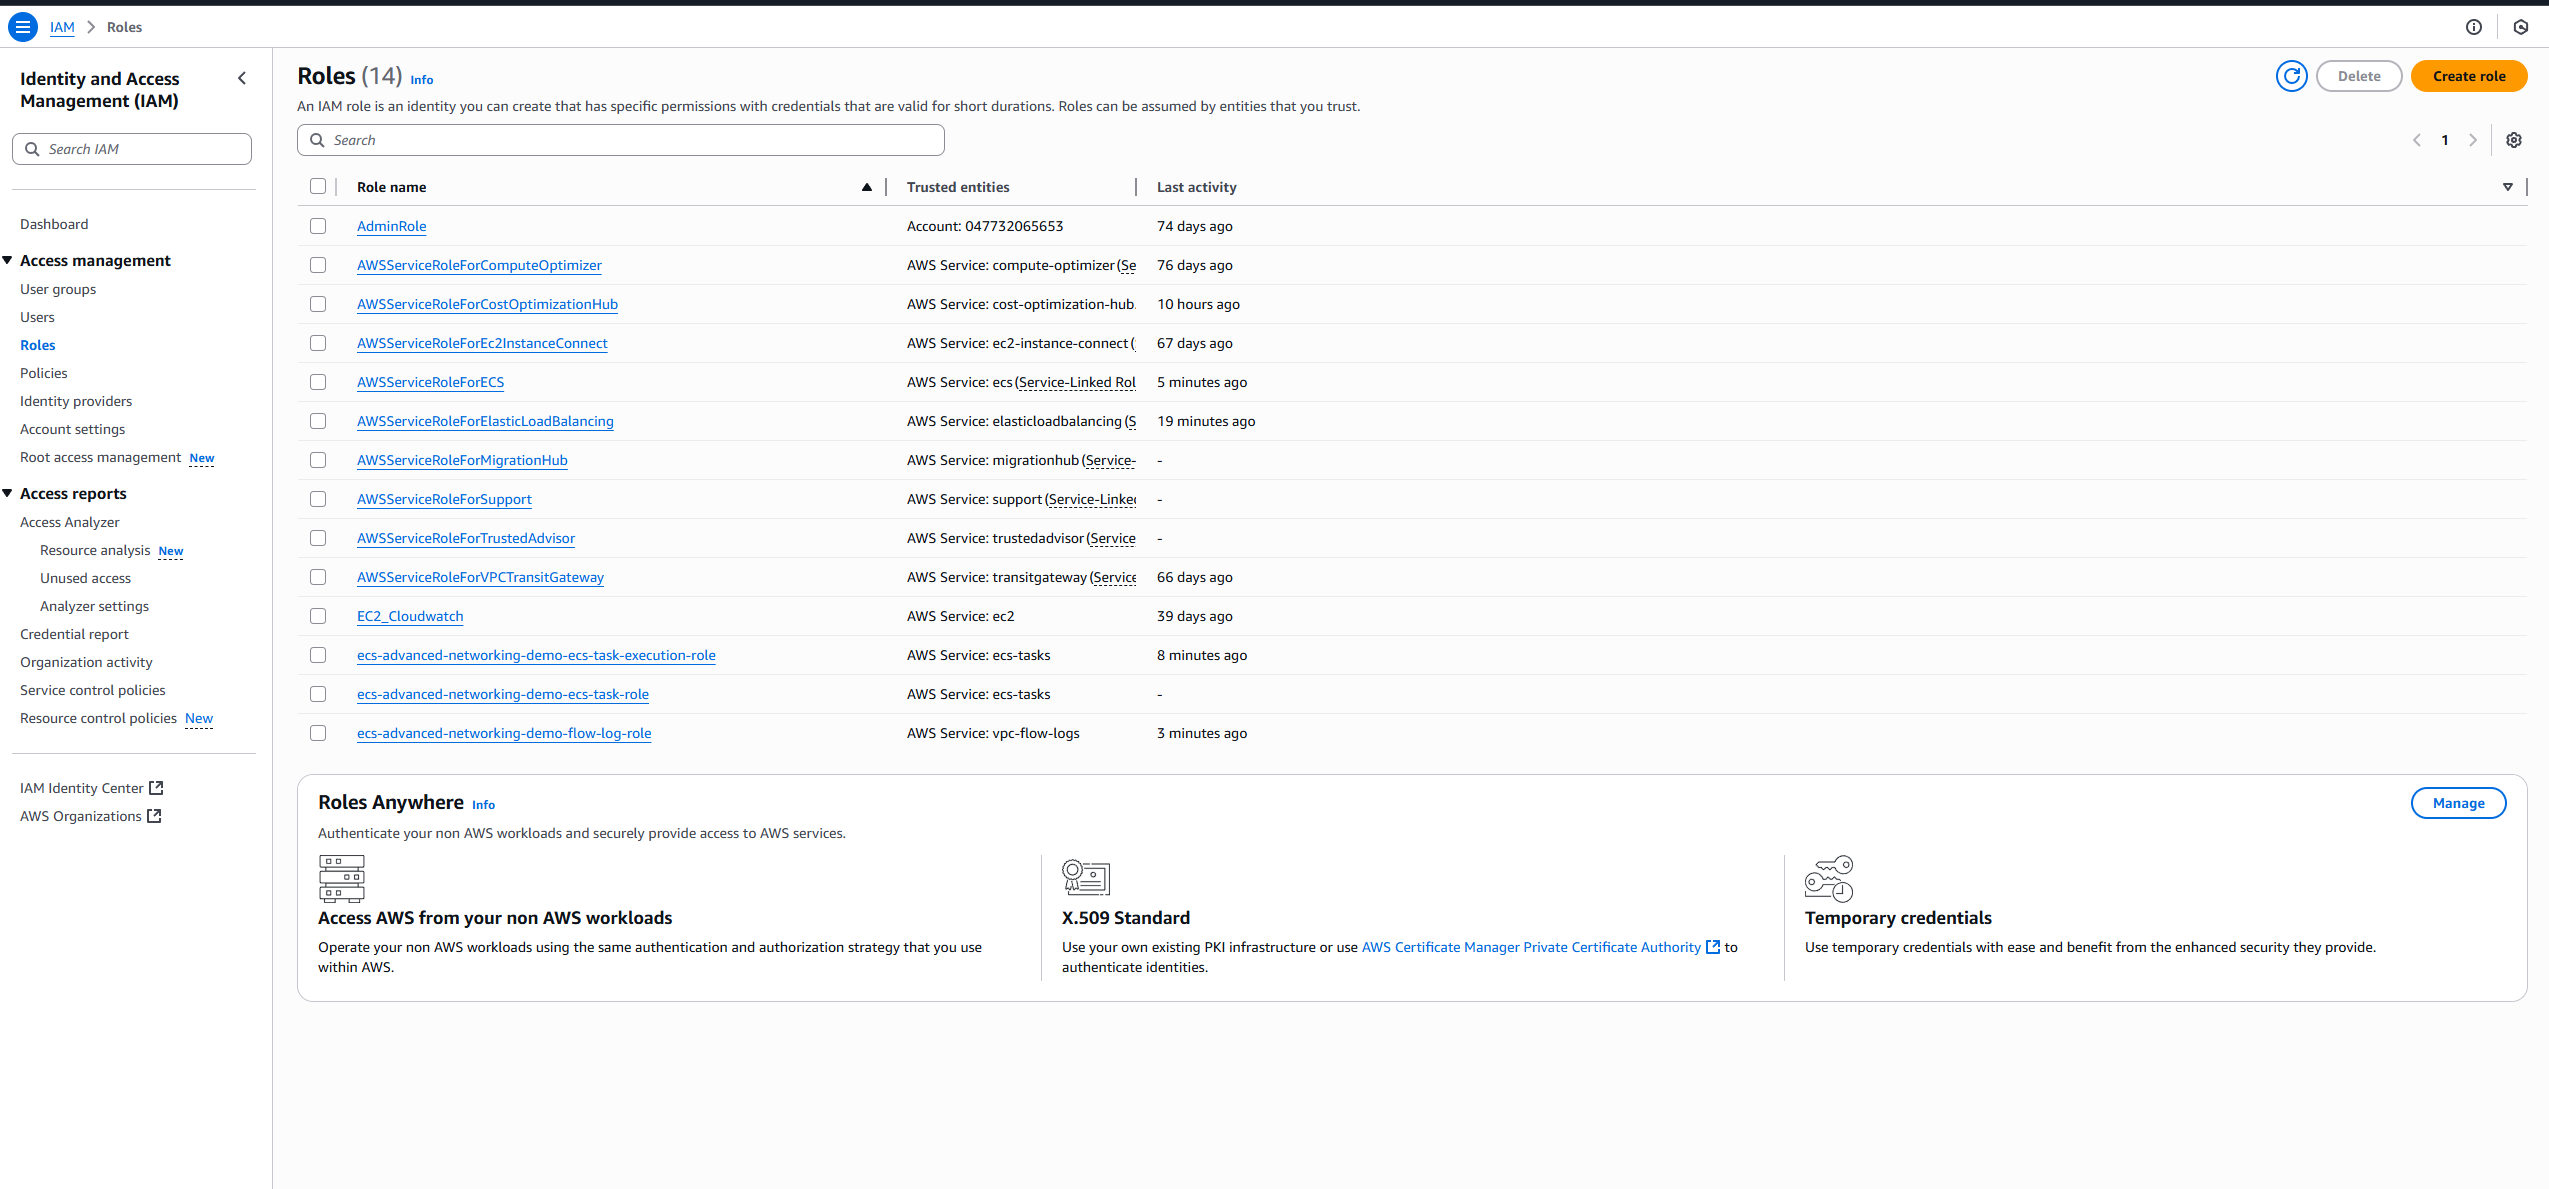 IAM > Roles
Identity and Access
Management (IAM)
Search IAM
Dashboard
Access management
User groups
Users
Roles
Policies
Identity providers
Account settings
Root access management New
Access reports
Access Analyzer
Resource analysis New
Unused access
Analyzer settings
Credential report
Organization activity
Service control policies
Resource control policies New
IAM Identity Center
AWS Organizations
Roles (14) Info
Delete
Create role
An IAM role is an identity you can create that has specific permissions with credentials that are valid for short durations. Roles can be assumed by entities that you trust.
Search
1
Role name Trusted entities Last activity
AdminRole Account: 047732065653 74 days ago
AWSServiceRoleForComputeOptimizer AWS Service: compute-optimizer (Se 76 days ago
AWSServiceRoleForCostOptimizationHub AWS Service: cost-optimization-hub. 10 hours ago
AWSServiceRoleForEc2InstanceConnect AWS Service: ec2-instance-connect ( 67 days ago
AWSServiceRoleForECS AWS Service: ecs (Service-Linked Rol 5 minutes ago
AWSServiceRoleForElasticLoadBalancing AWS Service: elasticloadbalancing (S 19 minutes ago
AWSServiceRoleForMigrationHub AWS Service: migrationhub (Service- -
AWSServiceRoleForSupport AWS Service: support (Service-Linked -
AWSServiceRoleForTrustedAdvisor AWS Service: trustedadvisor (Service -
AWSServiceRoleForVPCTransitGateway AWS Service: transitgateway (Service 66 days ago
EC2_Cloudwatch AWS Service: ec2 39 days ago
ecs-advanced-networking-demo-ecs-task-execution-role AWS Service: ecs-tasks 8 minutes ago
ecs-advanced-networking-demo-ecs-task-role AWS Service: ecs-tasks -
ecs-advanced-networking-demo-flow-log-role AWS Service: vpc-flow-logs 3 minutes ago
Roles Anywhere Info
Manage
Authenticate your non AWS workloads and securely provide access to AWS services.
Access AWS from your non AWS workloads
Operate your non AWS workloads using the same authentication and authorization strategy that you use
within AWS.
X.509 Standard
Use your own existing PKI infrastructure or use AWS Certificate Manager Private Certificate Authority to
authenticate identities.
Temporary credentials
Use temporary credentials with ease and benefit from the enhanced security they provide.